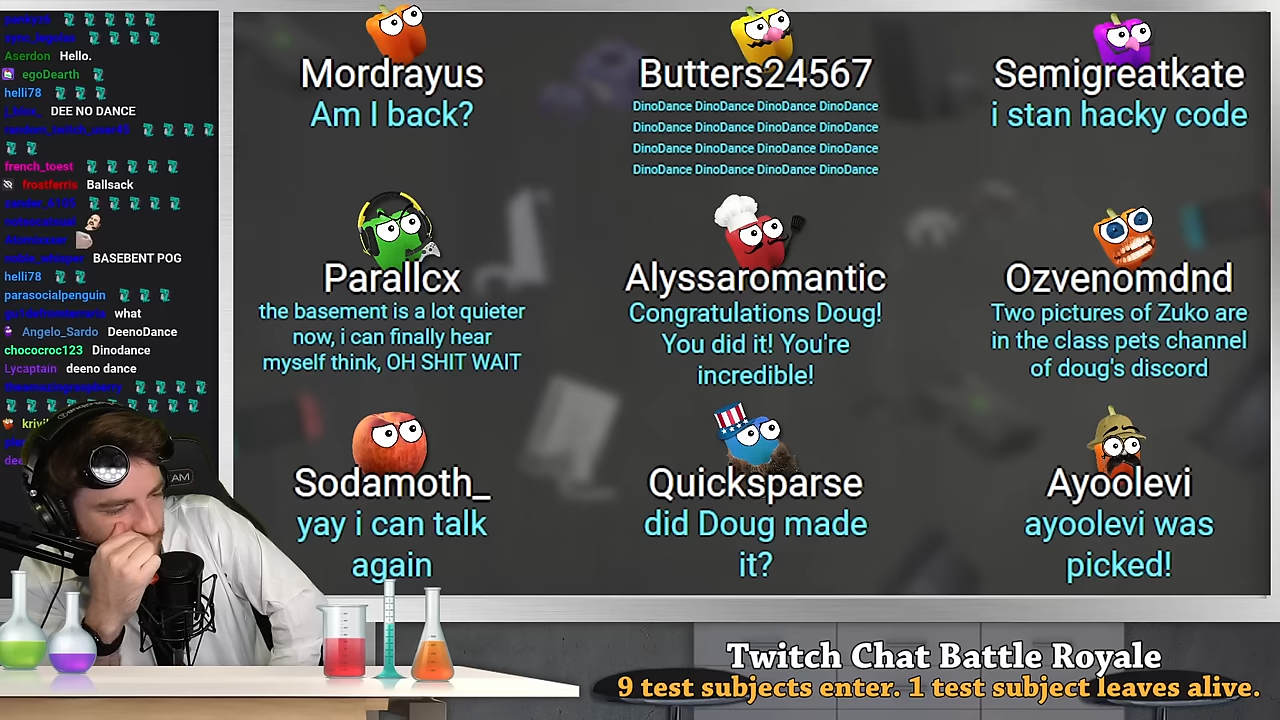 Aserdon Hello.
egoDearth
helli78
DEE NO DANCE
french_toest
frostferris Ballsack
BASEBENT POG
helli78
parasocialpenguin
what
Angelo_Sardo DeenoDance
chococroc123 Dinodance
Lycaptain deeno dance
AM
Mordrayus
Am I back?
Butters24567
DinoDance DinoDance DinoDance DinoDance
DinoDance DinoDance DinoDance DinoDance
DinoDance DinoDance DinoDance DinoDance
DinoDance DinoDance DinoDance DinoDance
Semigreatkate
i stan hacky code
Parallcx
the basement is a lot quieter
now, i can finally hear
myself think, OH SHIT WAIT
Alyssaromantic
Congratulations Doug!
You did it! You're
incredible!
Ozvenomdnd
Two pictures of Zuko are
in the class pets channel
of doug's discord
Sodamoth_
yay i can talk
again
Quicksparse
did Doug made
it?
Ayoolevi
ayoolevi was
picked!
Twitch Chat Battle Royale
9 test subjects enter. 1 test subject leaves alive.